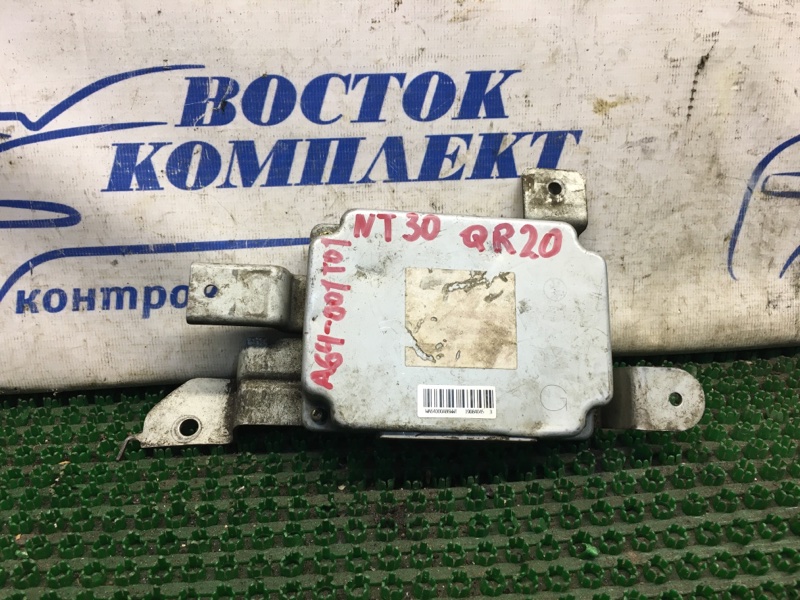 ВОСТОК
КОМПЛЕКТ
контро
NT30 QR20
A64-001T01